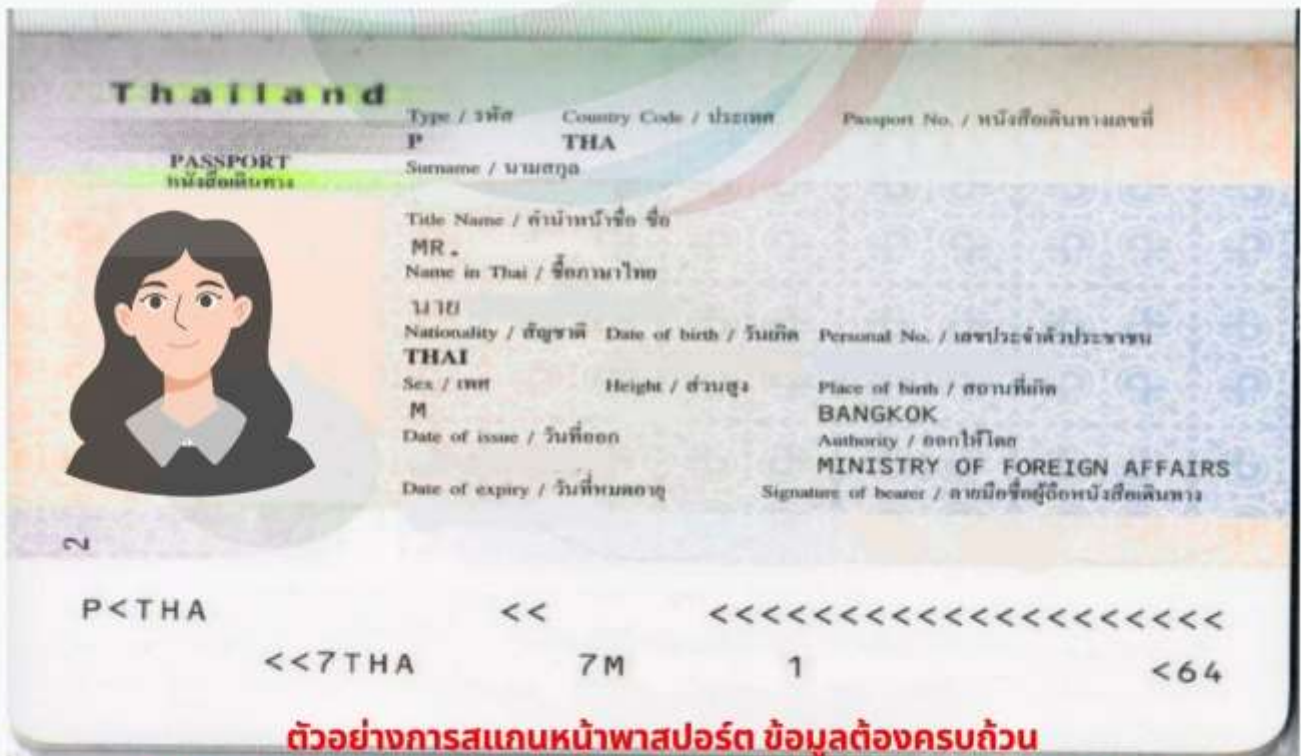 Thailand
PASSPORT
หนังสือเดินทาง
Type / รหัส Country Code / ประเทศ Passport No. / หนังสือเดินทางเลขที่
P THA
Surname / นามสกุล
Title Name / คำนำหน้าชื่อ ชื่อ
MR.
Name in Thai / ชื่อภาษาไทย
นาย
Nationality / สัญชาติ Date of birth / วันเกิด Personal No. / เลขประจำตัวประชาชน
THAI
Sex / เพศ Height / ส่วนสูง Place of birth / สถานที่เกิด
M BANGKOK
Date of issue / วันที่ออก Authority / ออกให้โดย
MINISTRY OF FOREIGN AFFAIRS
Date of expiry / วันที่หมดอายุ Signature of bearer / ลายมือชื่อผู้ถือหนังสือเดินทาง
2
P<THA << <<<<<<<<<<<<<<<<<<<<<
<<7THA 7M 1 <64
ตัวอย่างการสแกนหน้าพาสปอร์ต ข้อมูลต้องครบถ้วน